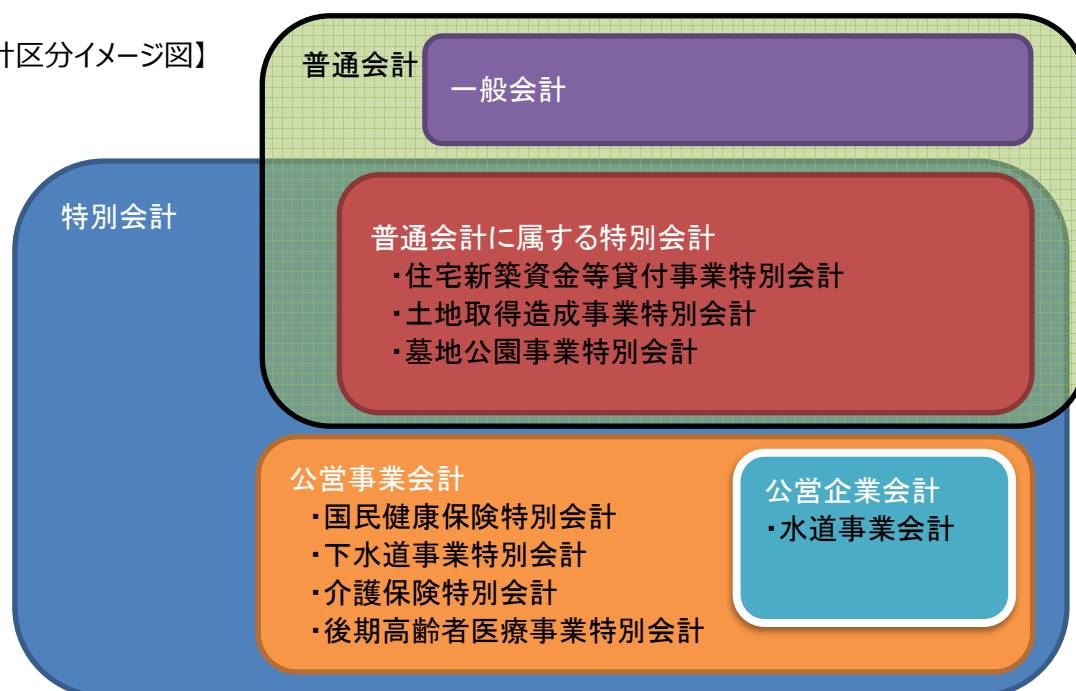 計区分イメージ図】
普通会計
一般会計
特別会計
普通会計に属する特別会計
・住宅新築資金等貸付事業特別会計
・土地取得造成事業特別会計
・墓地公園事業特別会計
公営事業会計
・国民健康保険特別会計
・下水道事業特別会計
・介護保険特別会計
・後期高齢者医療事業特別会計
公営企業会計
・水道事業会計